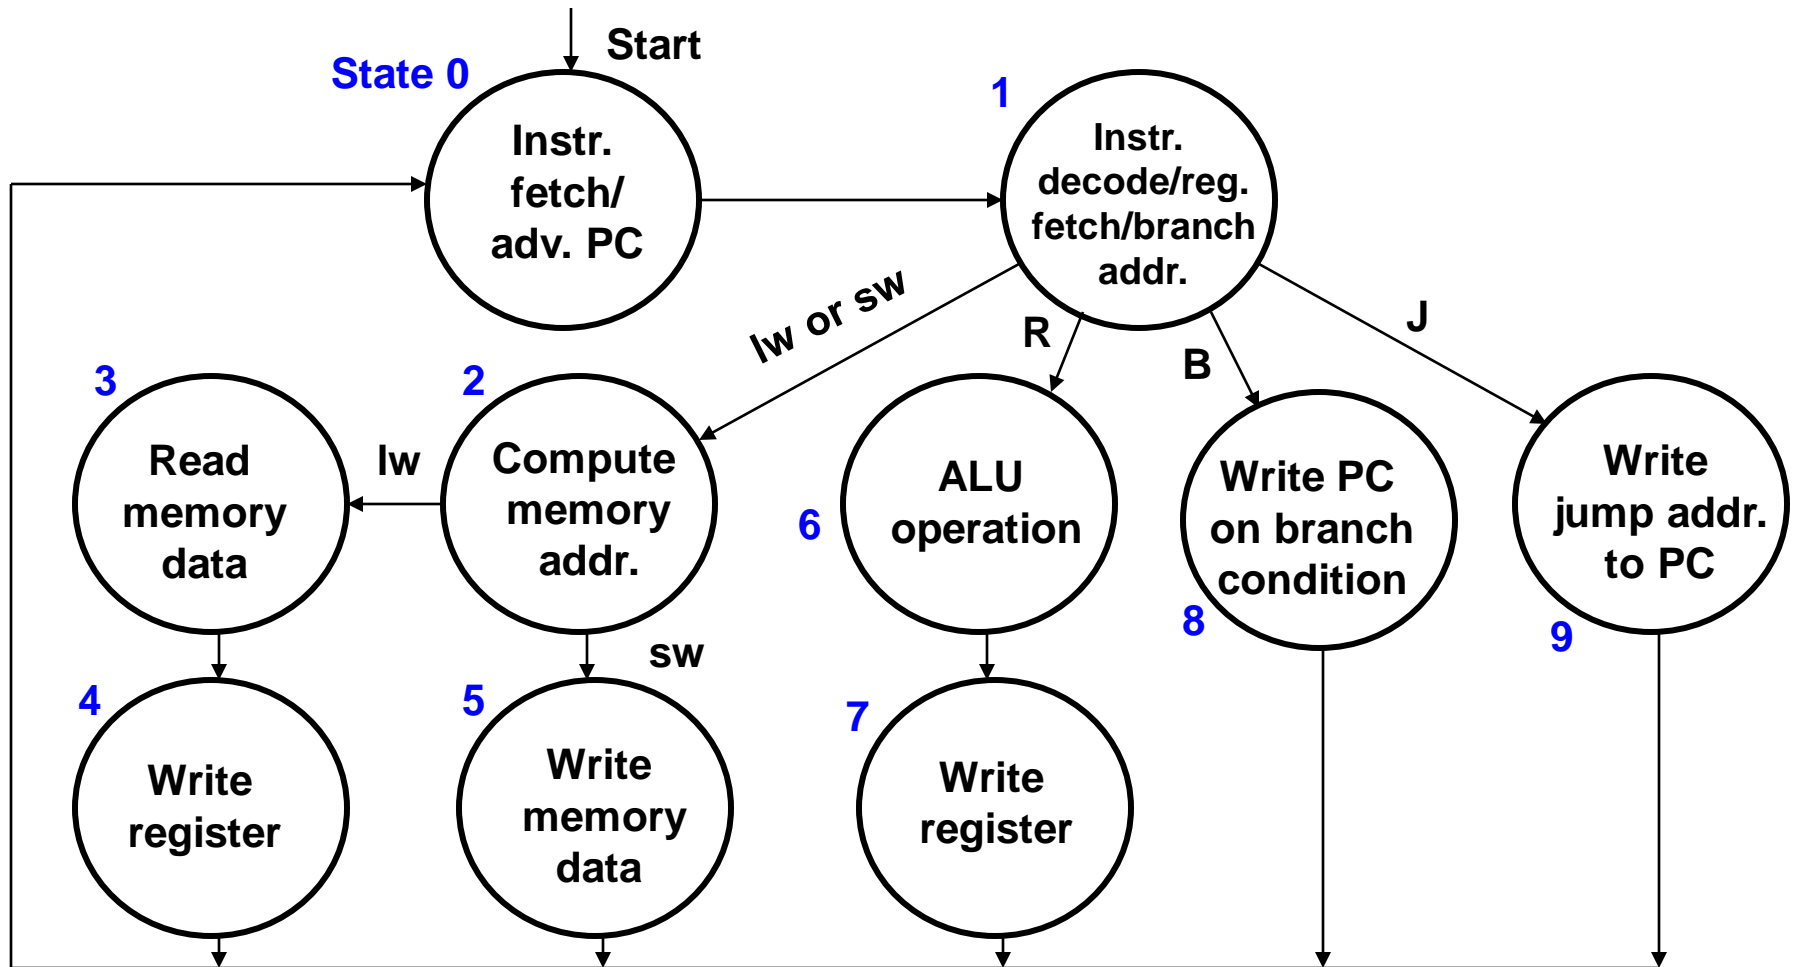 Start
State 0
Instr.
fetch/
adv. PC
1
Instr.
decode/reg.
fetch/branch
addr.
lw or sw
R
B
J
3
Read
memory
data
lw
2
Compute
memory
addr.
6
ALU
operation
8
Write PC
on branch
condition
9
Write
jump addr.
to PC
sw
4
Write
register
5
Write
memory
data
7
Write
register